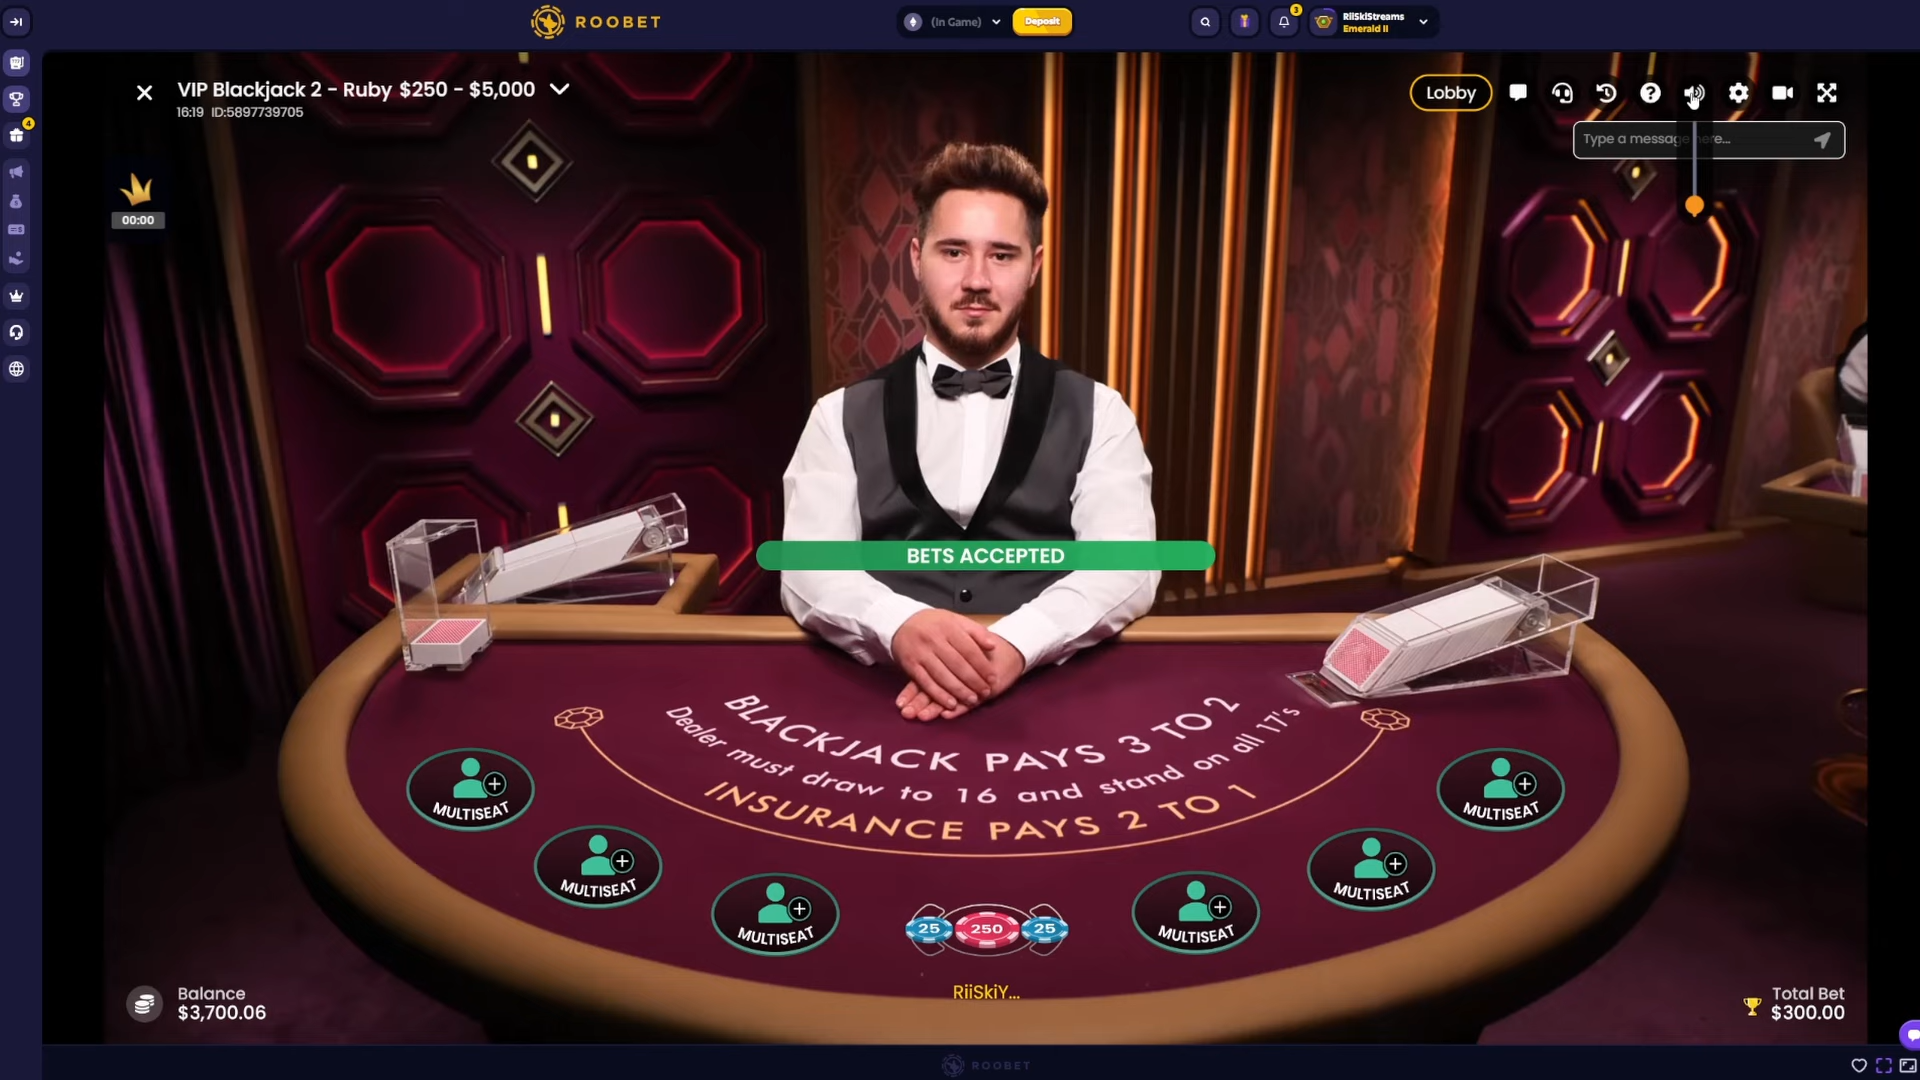 ROOBET
(In Game)
Deposit
3
RiiSkiStreams
Emerald II
4
VIP Blackjack 2 - Ruby $250 - $5,000
16:19 ID:5897739705
Lobby
Type a message here...
00:00
BETS ACCEPTED
BLACKJACK PAYS 3 TO 2
Dealer must draw to 16 and stand on all 17's
INSURANCE PAYS 2 TO 1
MULTISEAT
MULTISEAT
MULTISEAT
25
250
25
MULTISEAT
MULTISEAT
MULTISEAT
RiiSkiY...
Balance
$3,700.06
Total Bet
$300.00
ROOBET